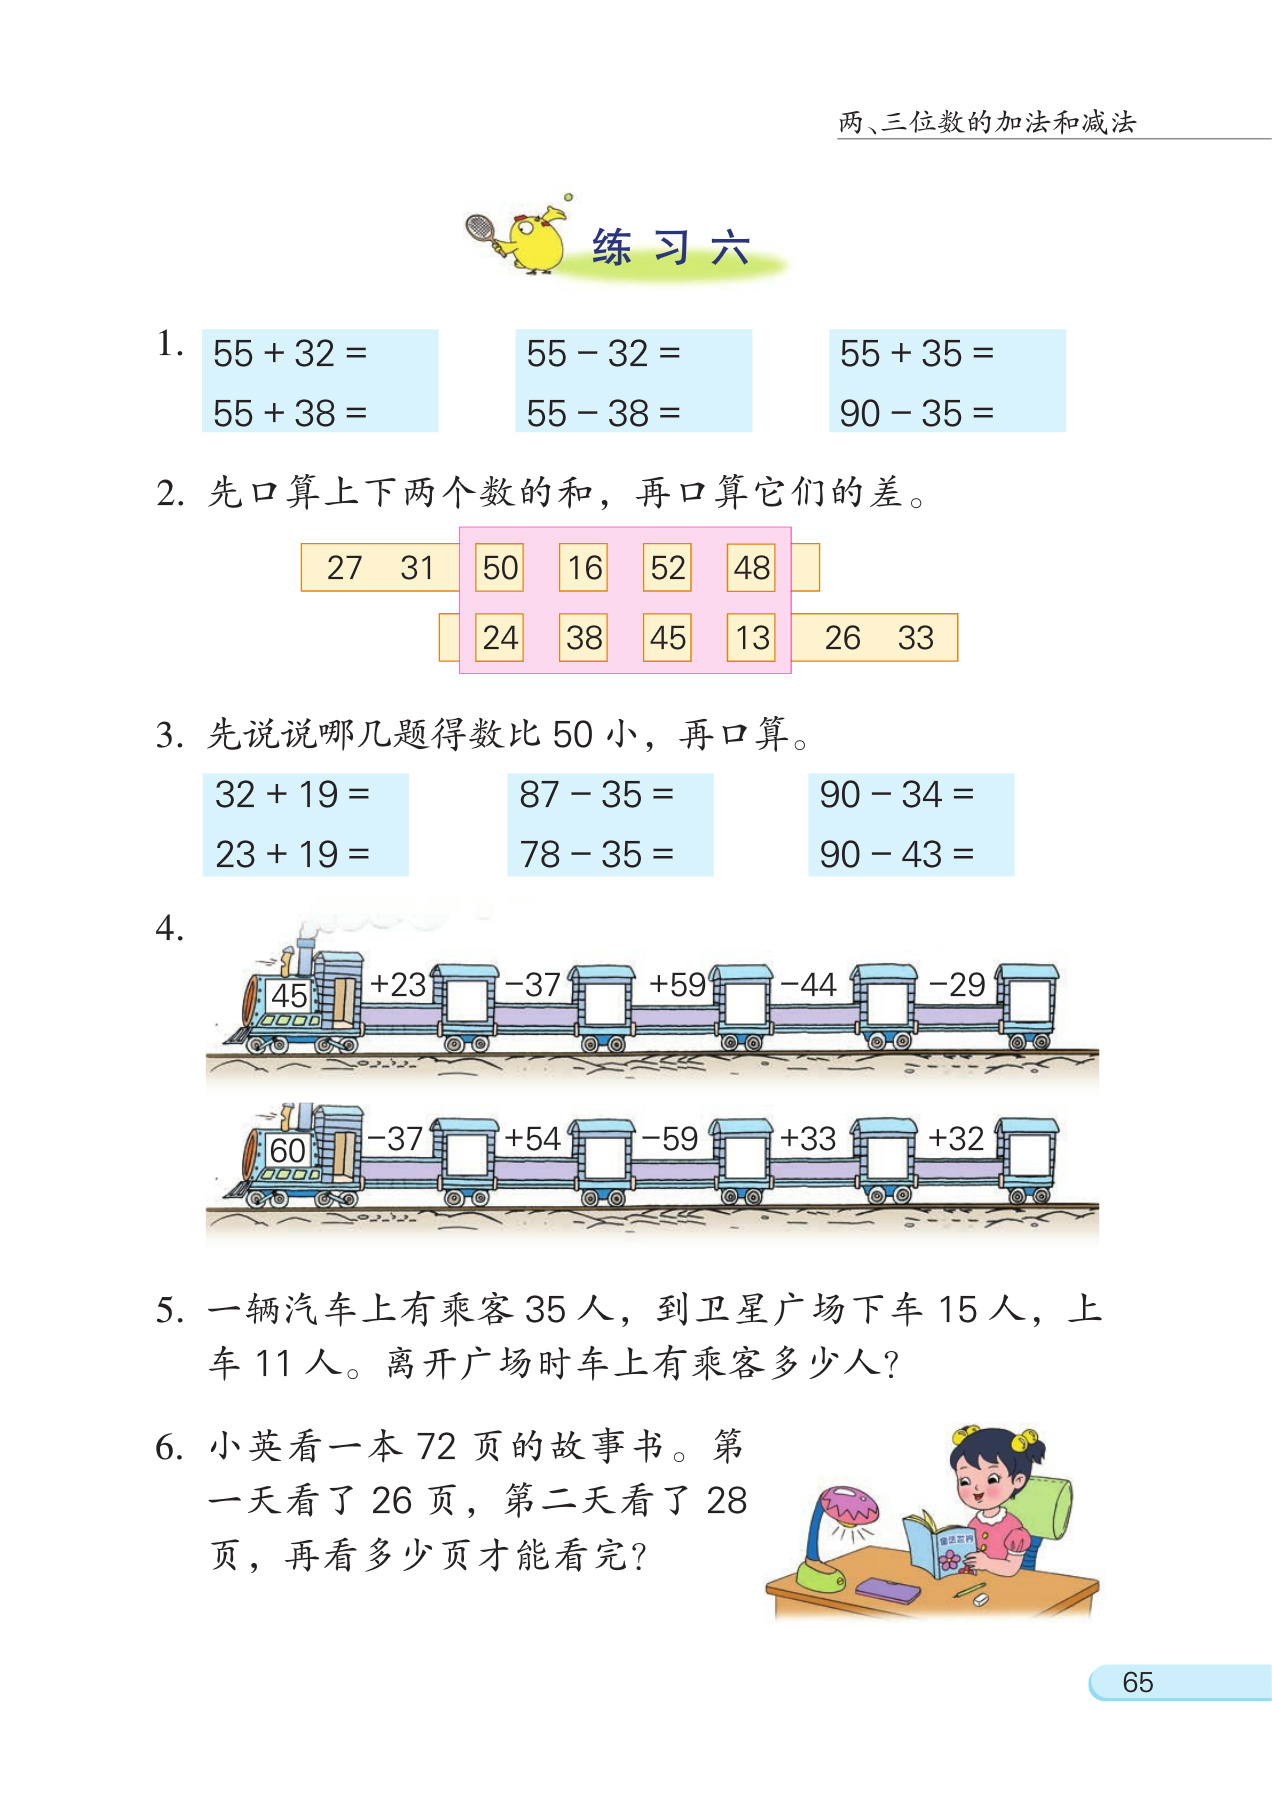 两、三位数的加法和减法
练习六
1. 55 + 32 = 55 − 32 = 55 + 35 =
55 + 38 = 55 − 38 = 90 − 35 =
2. 先口算上下两个数的和，再口算它们的差。
27 31 50 16 52 48
24 38 45 13 26 33
3. 先说说哪几题得数比 50 小，再口算。
32 + 19 = 87 − 35 = 90 − 34 =
23 + 19 = 78 − 35 = 90 − 43 =
4.
45 +23 −37 +59 −44 −29
60 −37 +54 −59 +33 +32
5. 一辆汽车上有乘客 35 人，到卫星广场下车 15 人，上
车 11 人。离开广场时车上有乘客多少人？
6. 小英看一本 72 页的故事书。第
一天看了 26 页，第二天看了 28
页，再看多少页才能看完？
童话世界
65